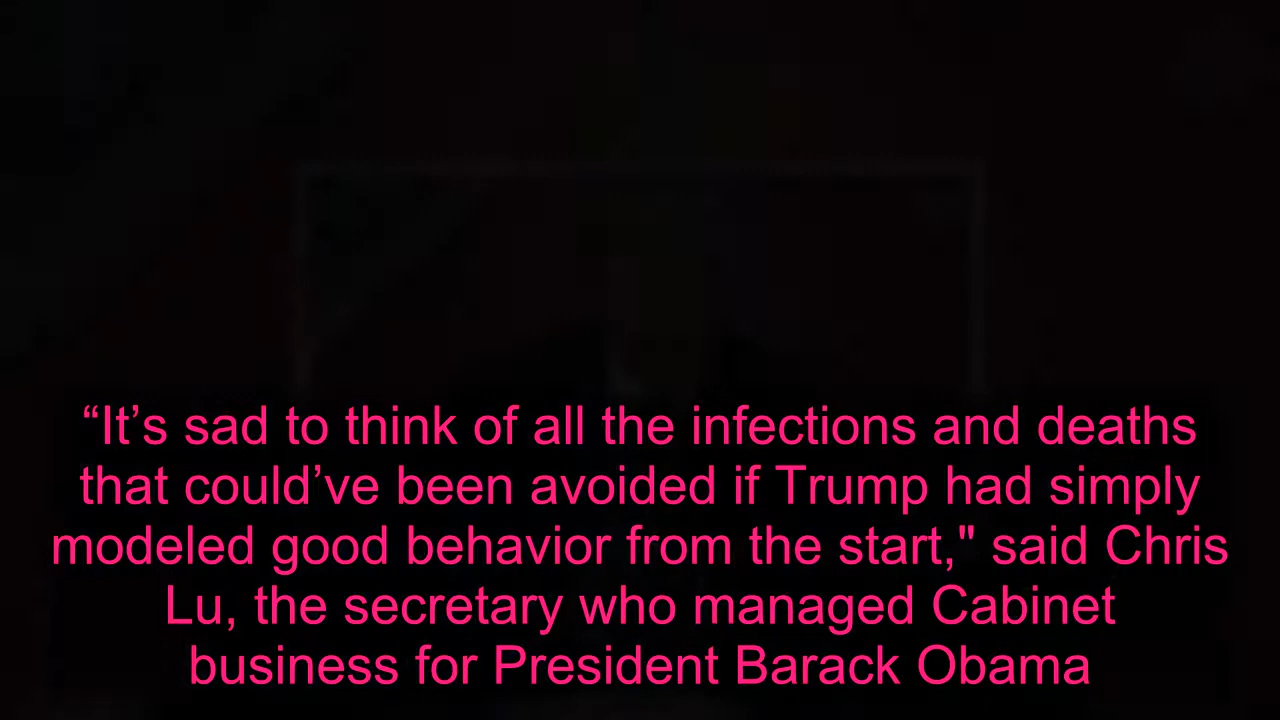 “It’s sad to think of all the infections and deaths
that could’ve been avoided if Trump had simply
modeled good behavior from the start," said Chris
Lu, the secretary who managed Cabinet
business for President Barack Obama